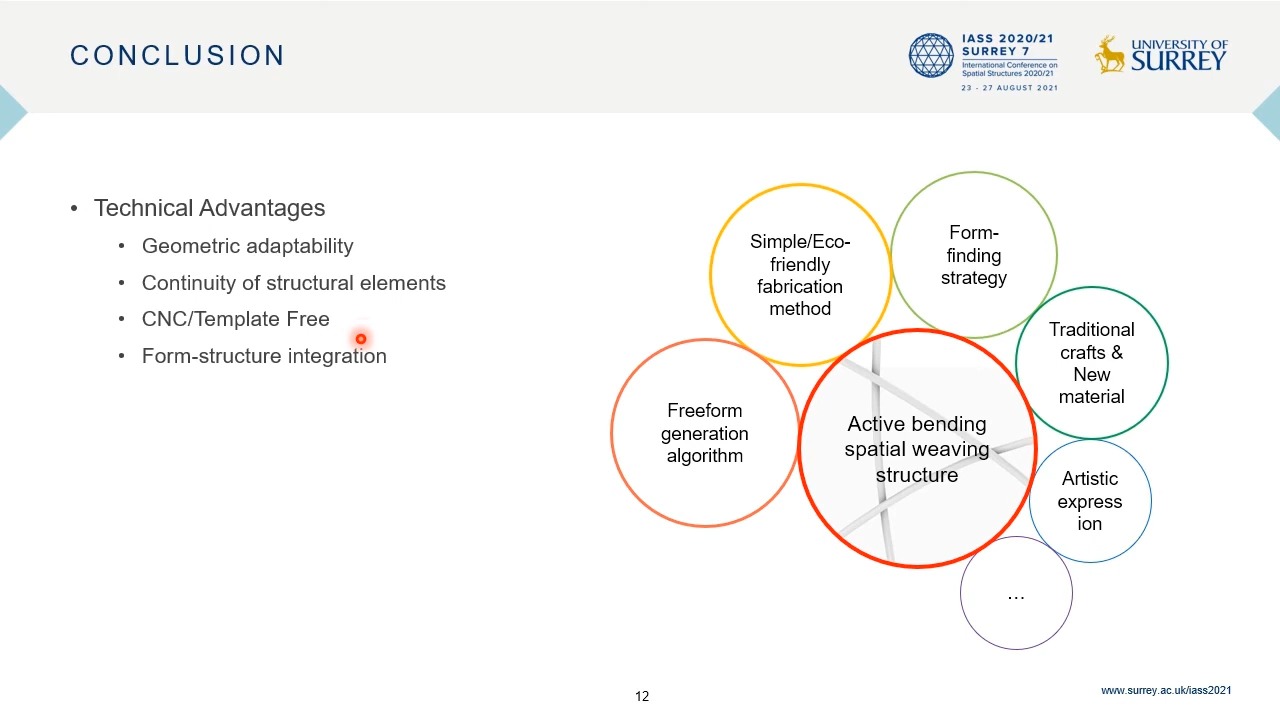 CONCLUSION
IASS 2020/21
SURREY 7
International Conference on
Spatial Structures 2020/21
23 - 27 AUGUST 2021
UNIVERSITY OF
SURREY
• Technical Advantages
• Geometric adaptability
• Continuity of structural elements
• CNC/Template Free
• Form-structure integration
Simple/Eco-
friendly
fabrication
method
Form-
finding
strategy
Traditional
crafts &
New
material
Freeform
generation
algorithm
Active bending
spatial weaving
structure
Artistic
express
ion
...
12
www.surrey.ac.uk/iass2021